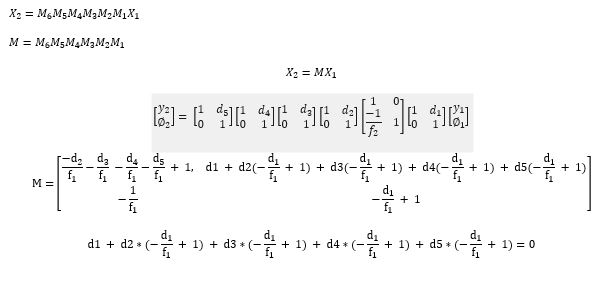 X₂ = M₆M₅M₄M₃M₂M₁X₁
M = M₆M₅M₄M₃M₂M₁
X₂ = MX₁
[y₂ ; Ø₂] = [1 d₅ ; 0 1][1 d₄ ; 0 1][1 d₃ ; 0 1][1 d₂ ; 0 1][1 0 ; -1/f₂ 1][1 d₁ ; 0 1][y₁ ; Ø₁]
M = [-d₂/f₁ - d₃/f₁ - d₄/f₁ - d₅/f₁ + 1, d1 + d2(-d₁/f₁ + 1) + d3(-d₁/f₁ + 1) + d4(-d₁/f₁ + 1) + d5(-d₁/f₁ + 1) ; -1/f₁ -d₁/f₁ + 1]
d1 + d2 * (-d₁/f₁ + 1) + d3 * (-d₁/f₁ + 1) + d4 * (-d₁/f₁ + 1) + d5 * (-d₁/f₁ + 1) = 0